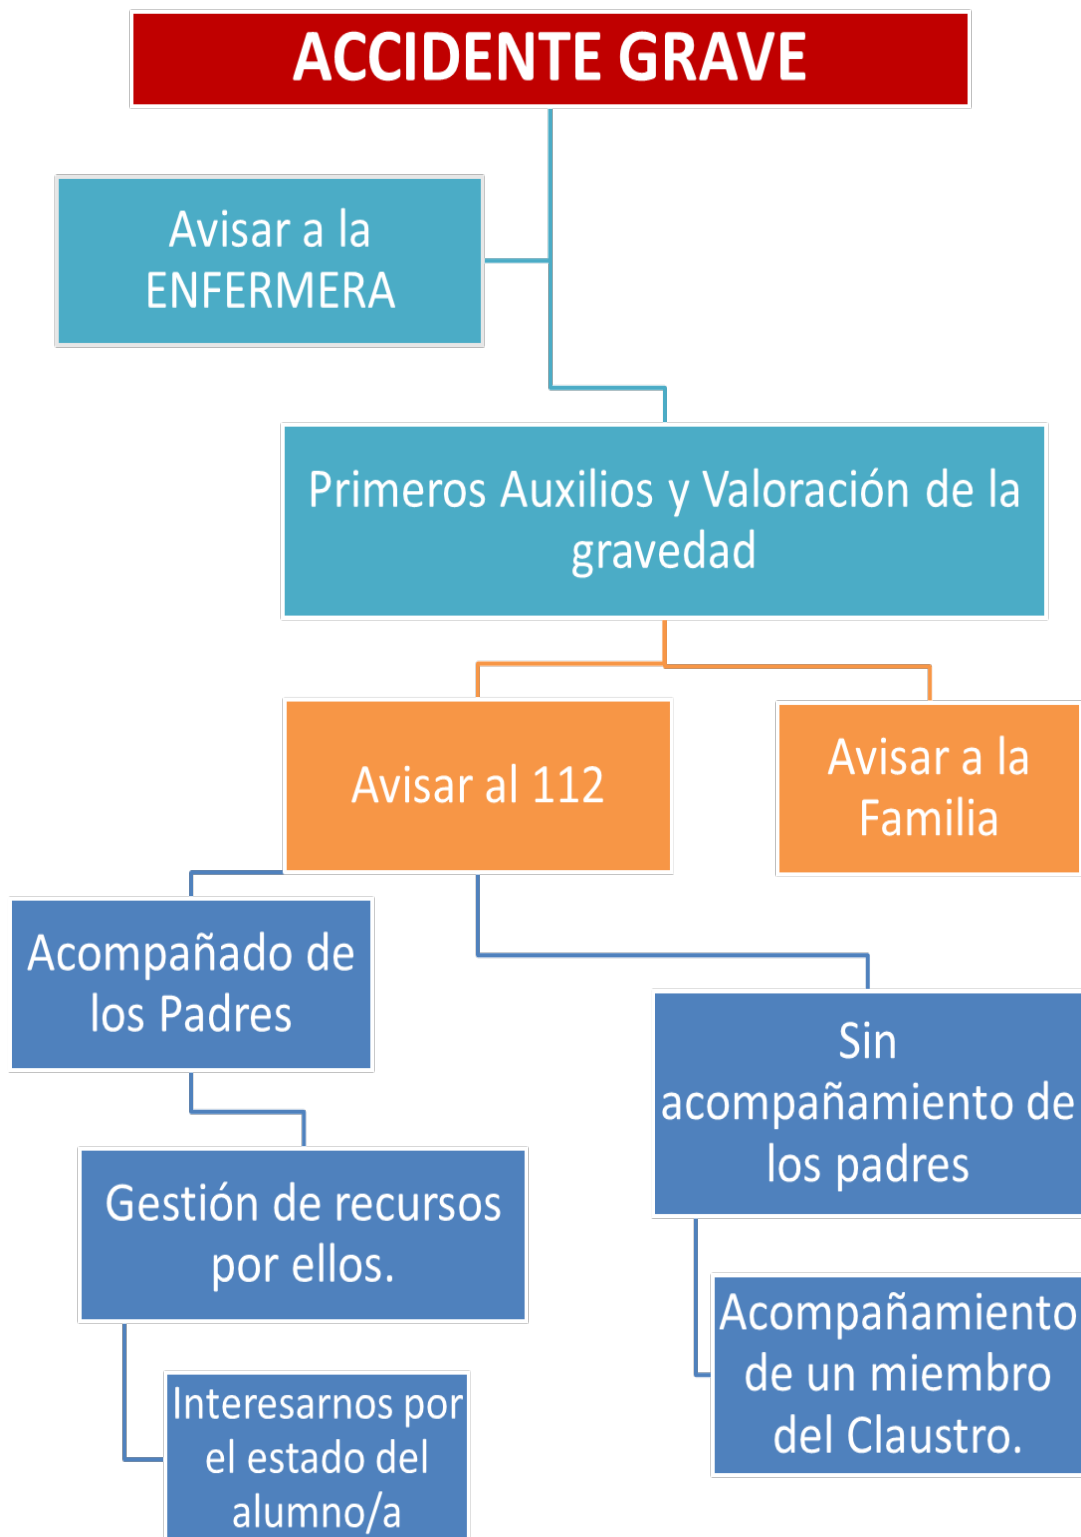 ACCIDENTE GRAVE
Avisar a la
ENFERMERA
Primeros Auxilios y Valoración de la
gravedad
Avisar al 112
Avisar a la
Familia
Acompañado de
los Padres
Sin
acompañamiento de
los padres
Gestión de recursos
por ellos.
Acompañamiento
de un miembro
del Claustro.
Interesarnos por
el estado del
alumno/a